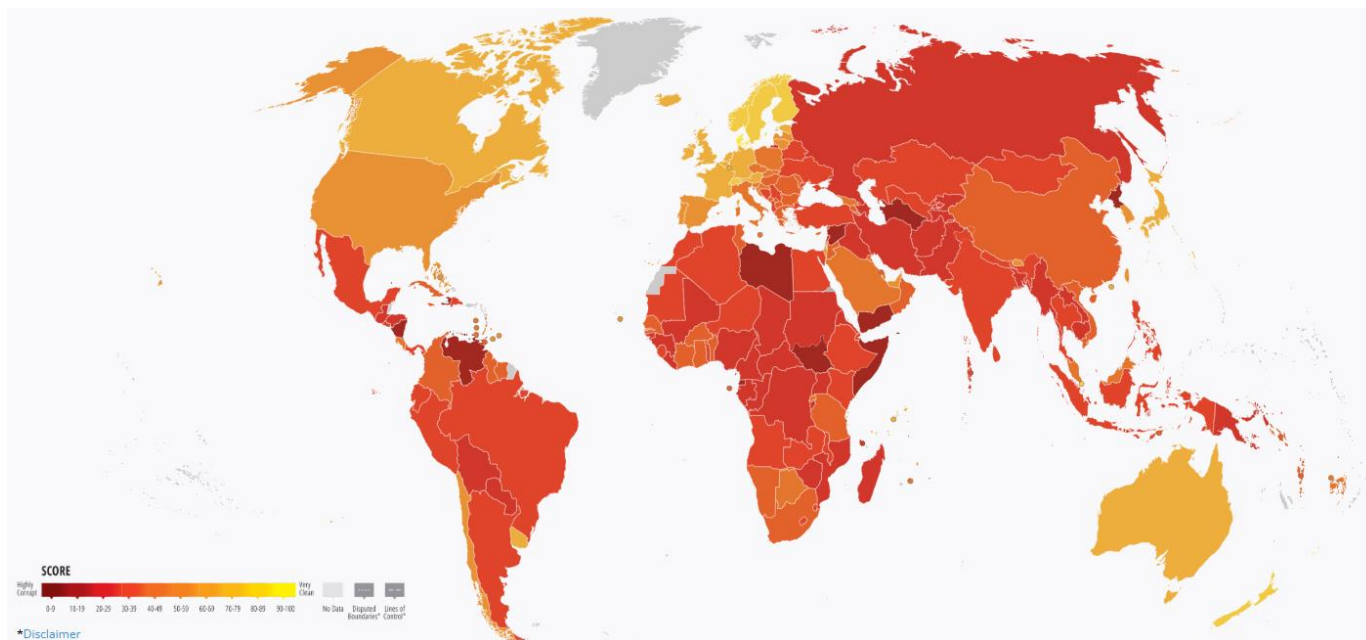 SCORE
Highly
Corrupt
Very
Clean
0-9 10-19 20-29 30-39 40-49 50-59 60-69 70-79 80-89 90-100
No Data
Disputed
Boundaries*
Lines of
Control*
*Disclaimer